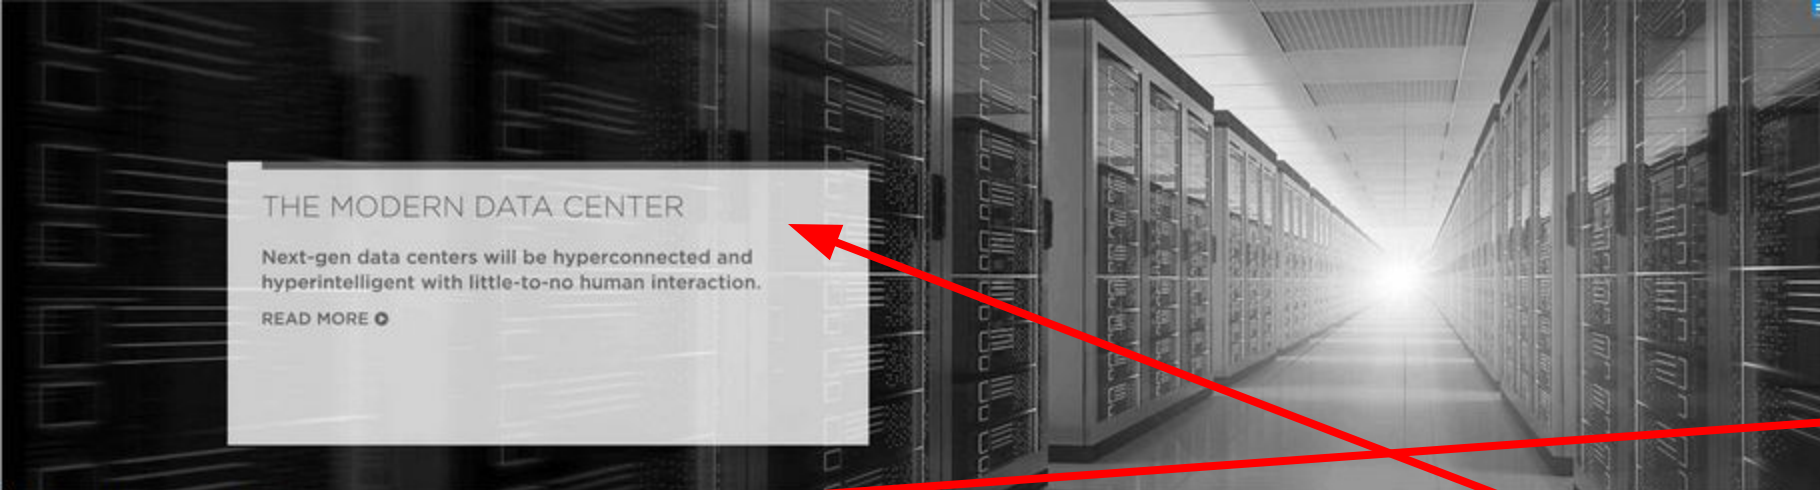 THE MODERN DATA CENTER
Next-gen data centers will be hyperconnected and
hyperintelligent with little-to-no human interaction.
READ MORE